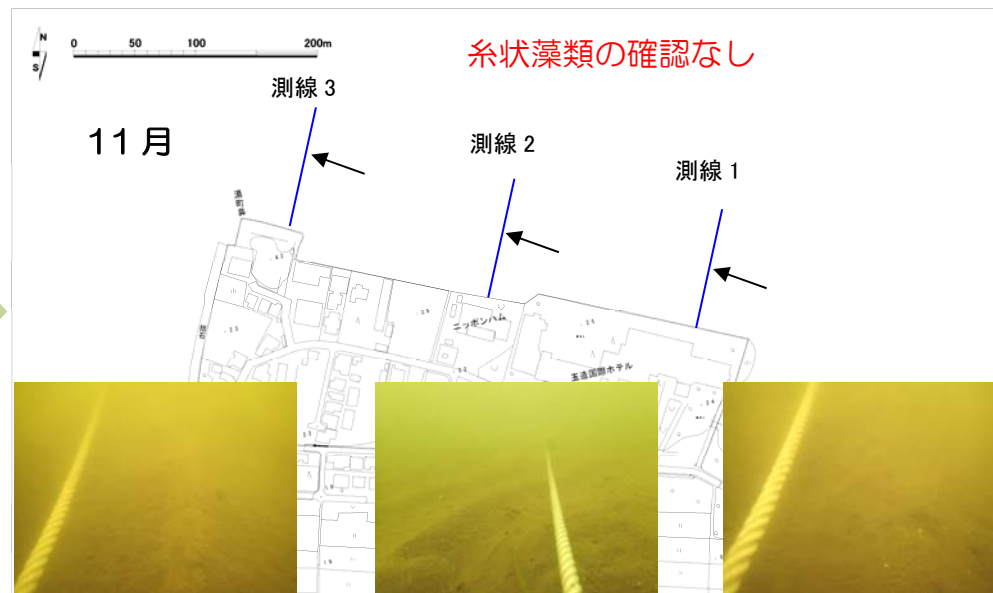 N
S
0 50 100 200m
糸状藻類の確認なし
測線 3
11 月
測線 2
測線 1
ニッポンハム
玉造国際ホテル